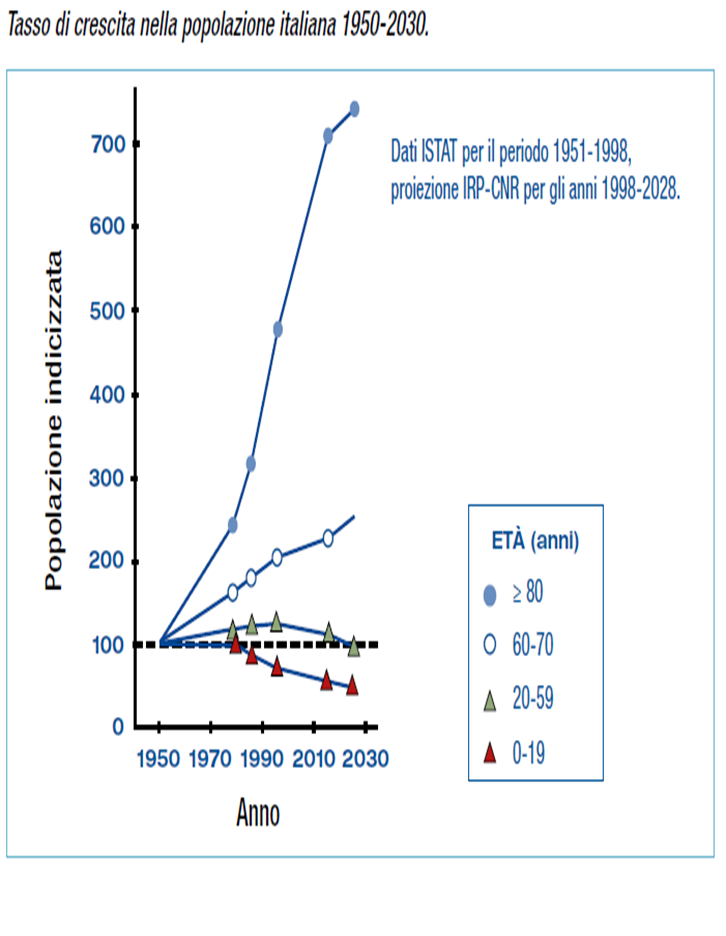 Tasso di crescita nella popolazione italiana 1950-2030.
Dati ISTAT per il periodo 1951-1998,
proiezione IRP-CNR per gli anni 1998-2028.
Popolazione indicizzata
700
600
500
400
300
200
100
0
1950 1970 1990 2010 2030
Anno
ETÀ (anni)
≥ 80
60-70
20-59
0-19